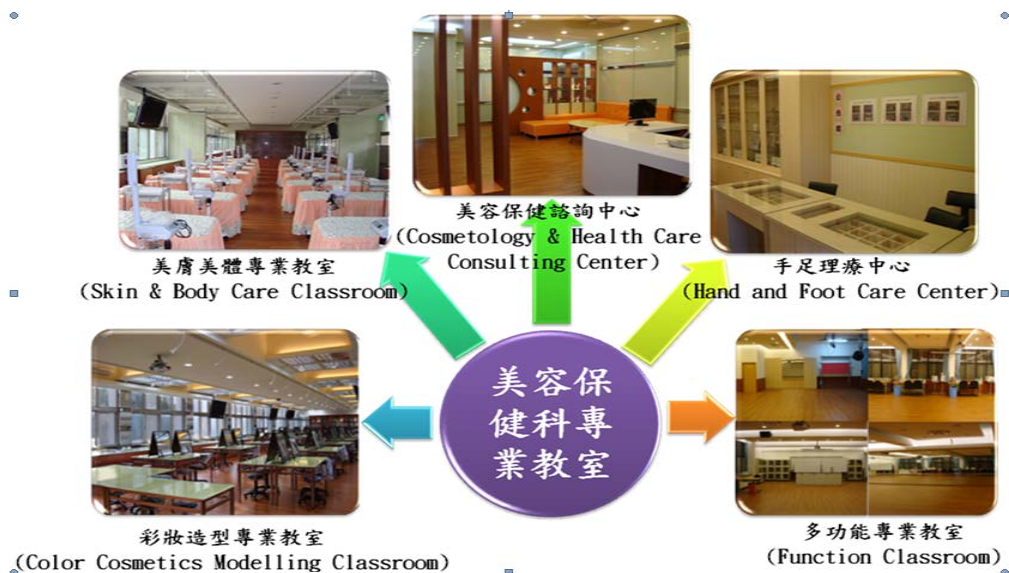 美容保健諮詢中心
(Cosmetology & Health Care
Consulting Center)
美膚美體專業教室
(Skin & Body Care Classroom)
手足理療中心
(Hand and Foot Care Center)
美容保
健科專
業教室
彩妝造型專業教室
(Color Cosmetics Modelling Classroom)
多功能專業教室
(Function Classroom)